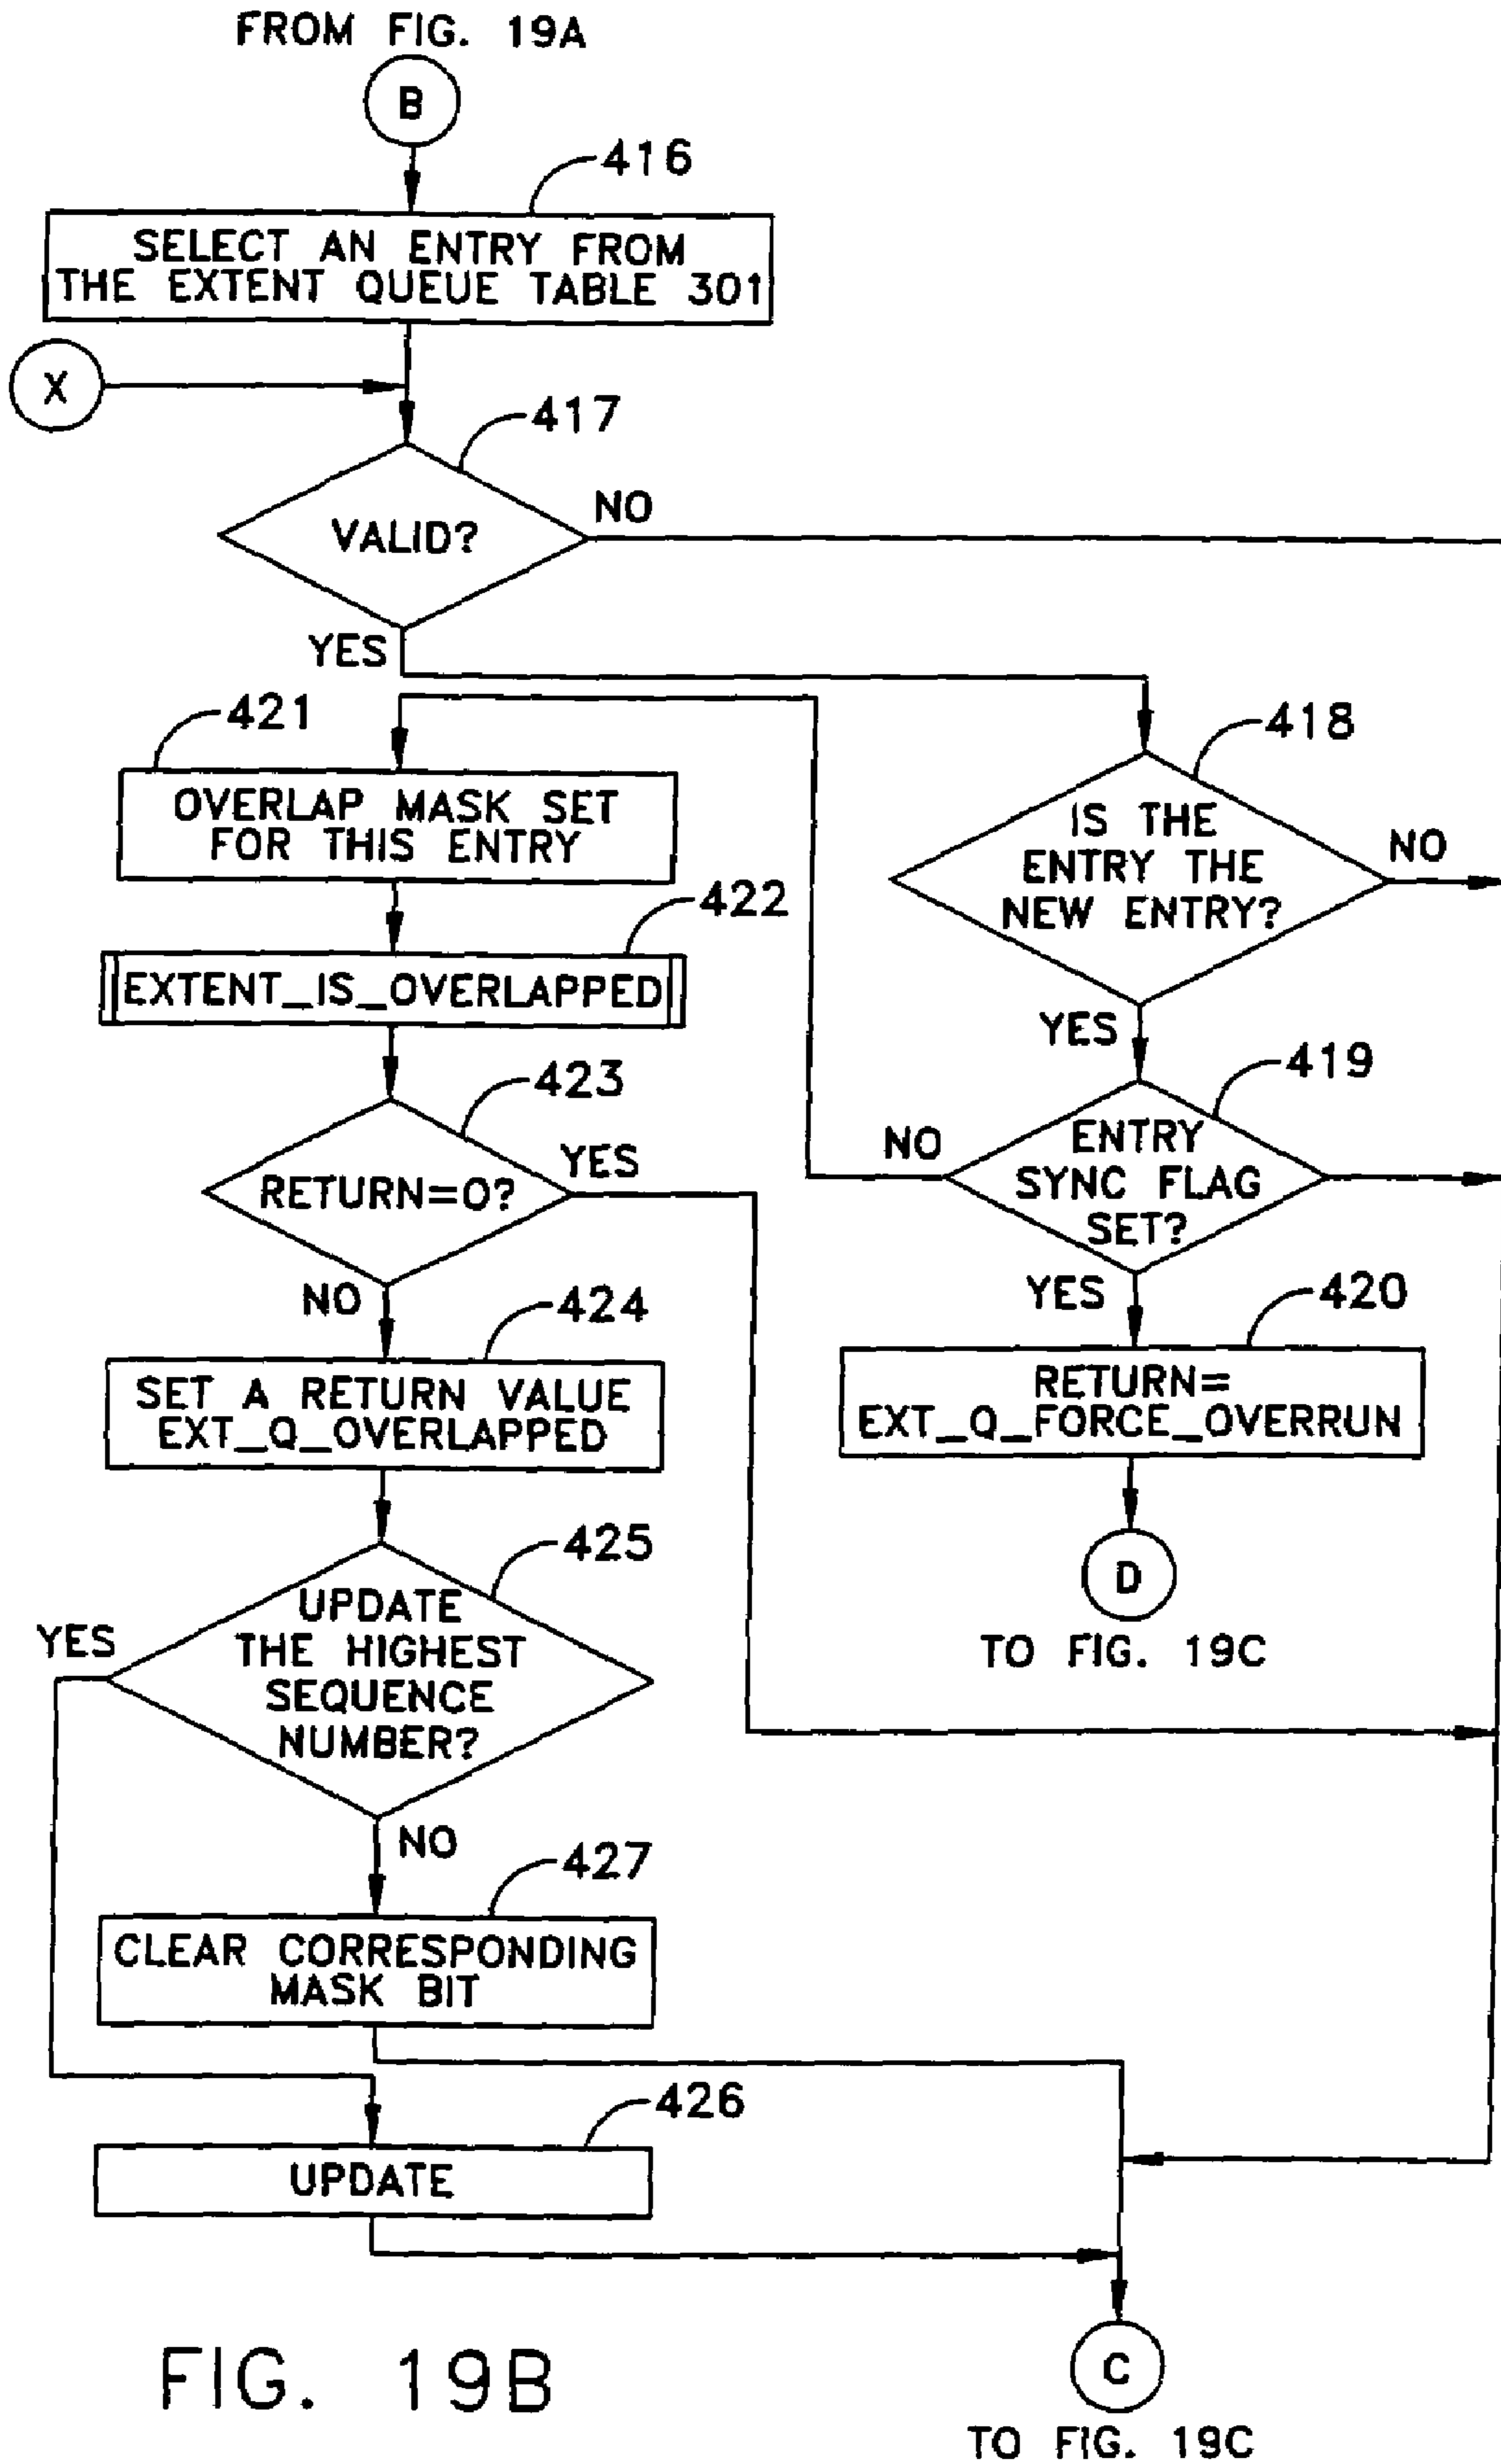 FROM FIG. 19A
B
416
SELECT AN ENTRY FROM
THE EXTENT QUEUE TABLE 301
X
417
VALID?
NO
YES
421
OVERLAP MASK SET
FOR THIS ENTRY
418
IS THE
ENTRY THE
NEW ENTRY?
NO
YES
422
EXTENT_IS_OVERLAPPED
419
ENTRY
SYNC FLAG
SET?
NO
YES
423
RETURN=0?
YES
NO
420
RETURN=
EXT_Q_FORCE_OVERRUN
D
TO FIG. 19C
424
SET A RETURN VALUE
EXT_Q_OVERLAPPED
425
UPDATE
THE HIGHEST
SEQUENCE
NUMBER?
YES
NO
427
CLEAR CORRESPONDING
MASK BIT
426
UPDATE
C
TO FIG. 19C
FIG. 19B